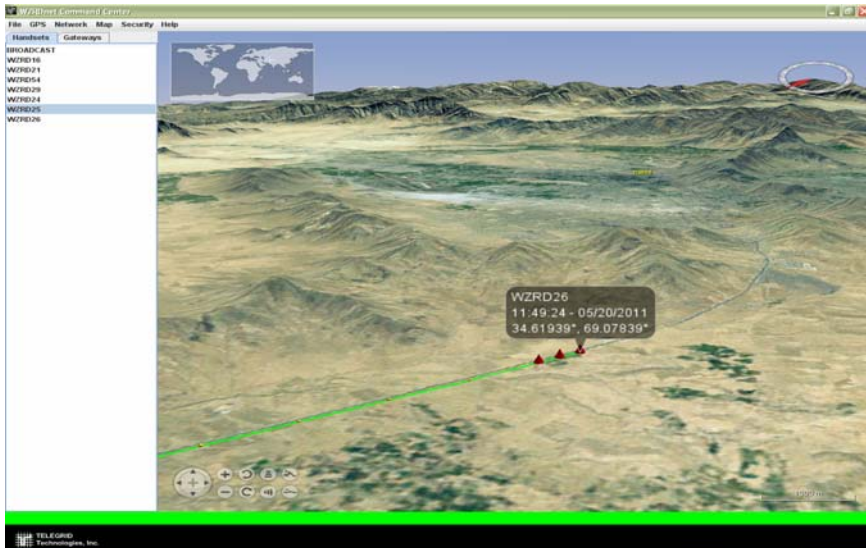 WZRDnet Command Center
File GPS Network Map Security Help
Handsets Gateways
BROADCAST
WZRD16
WZRD21
WZRD54
WZRD29
WZRD24
WZRD25
WZRD26
WZRD26
11:49:24 - 05/20/2011
34.61939°, 69.07839°
TELEGRID
Technologies, Inc.